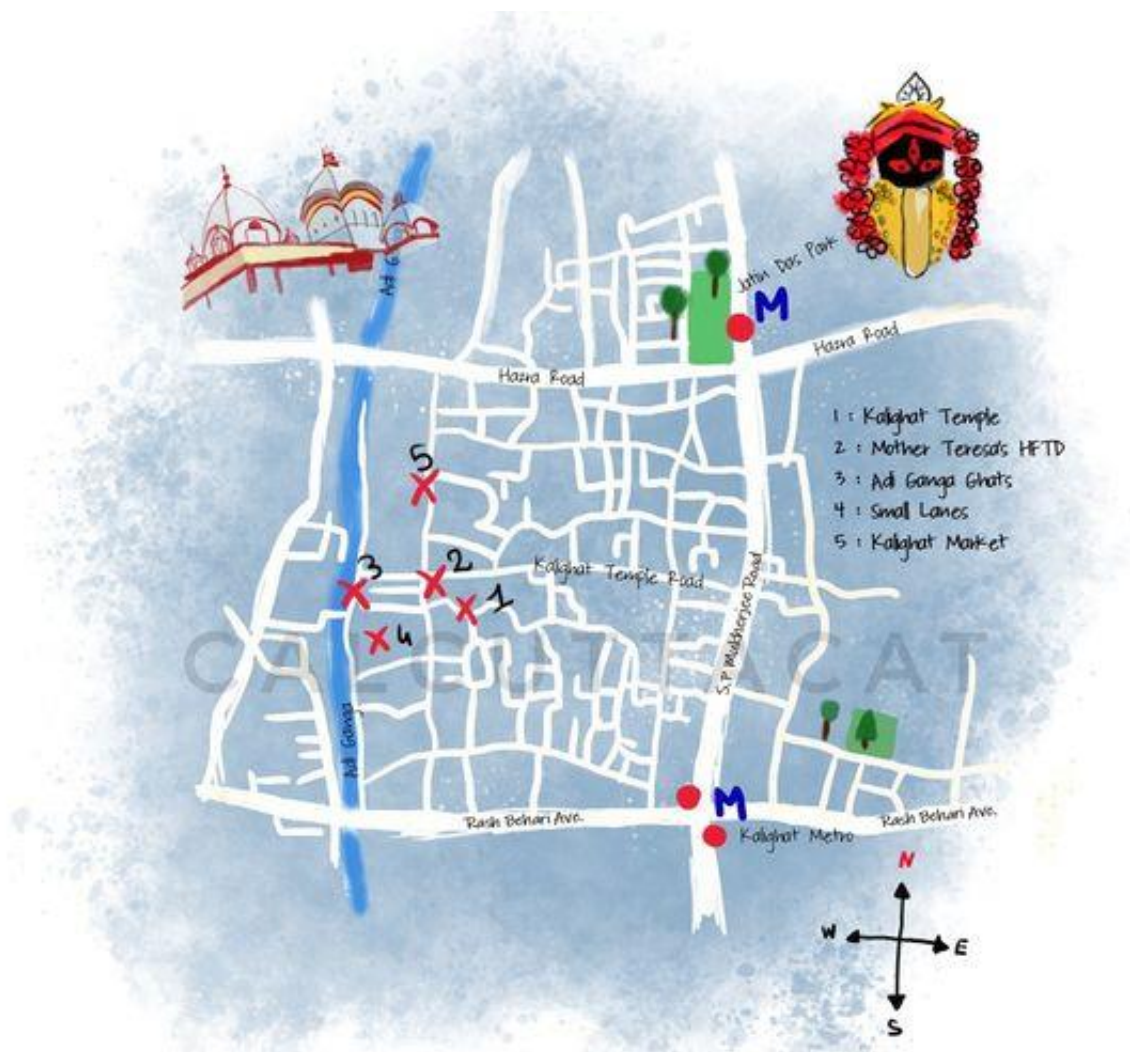 Adi G
Jatin Das Park
M
Hazra Road
Hazra Road
1 : Kalighat Temple
2 : Mother Teresa's HFTD
3 : Adi Ganga Ghats
4 : Small Lanes
5 : Kalighat Market
5
3
2
1
4
Kalighat Temple Road
S.P Mukherjee Road
CALCUTTACAT
Adi Ganga
M
Rash Behari Ave.
Kalighat Metro
Rash Behari Ave.
N
W
E
S